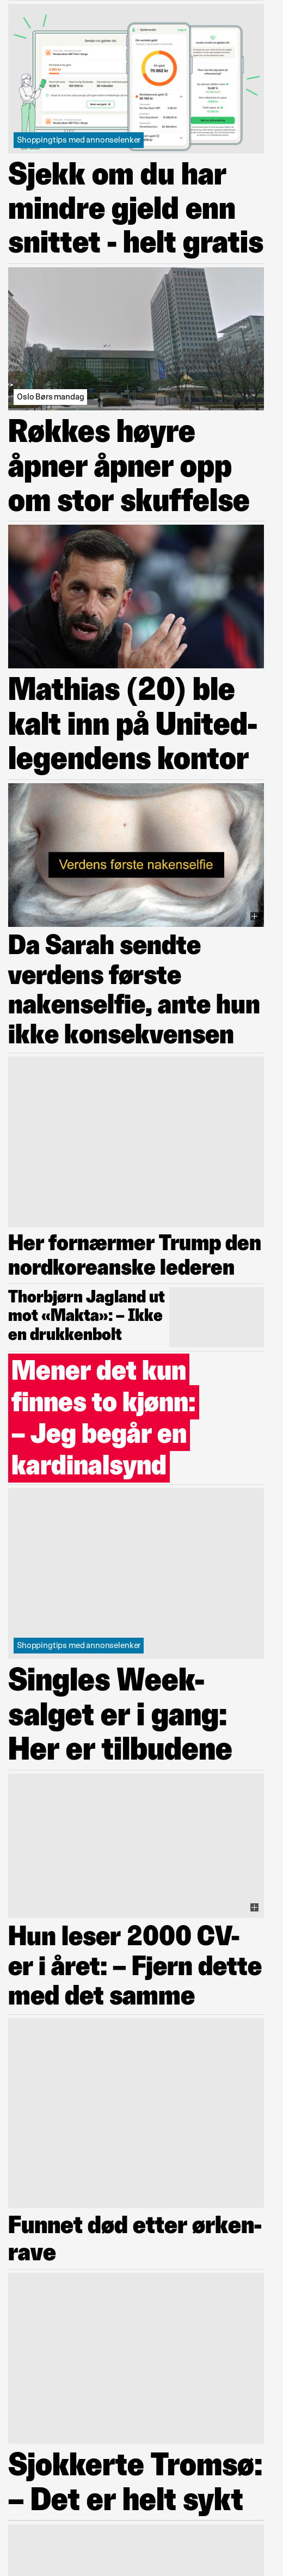 Shoppingtips med annonselenker
Sjekk om du har
mindre gjeld enn
snittet - helt gratis
Oslo Børs mandag
Røkkes høyre
åpner åpner opp
om stor skuffelse
Mathias (20) ble
kalt inn på United-
legendens kontor
Verdens første nakenselfie
Da Sarah sendte
verdens første
nakenselfie, ante hun
ikke konsekvensen
Her fornærmer Trump den
nordkoreanske lederen
Thorbjørn Jagland ut
mot «Makta»: – Ikke
en drukkenbolt
Mener det kun
finnes to kjønn:
– Jeg begår en
kardinalsynd
Shoppingtips med annonselenker
Singles Week-
salget er i gang:
Her er tilbudene
Hun leser 2000 CV-
er i året: – Fjern dette
med det samme
Funnet død etter ørken-
rave
Sjokkerte Tromsø:
– Det er helt sykt